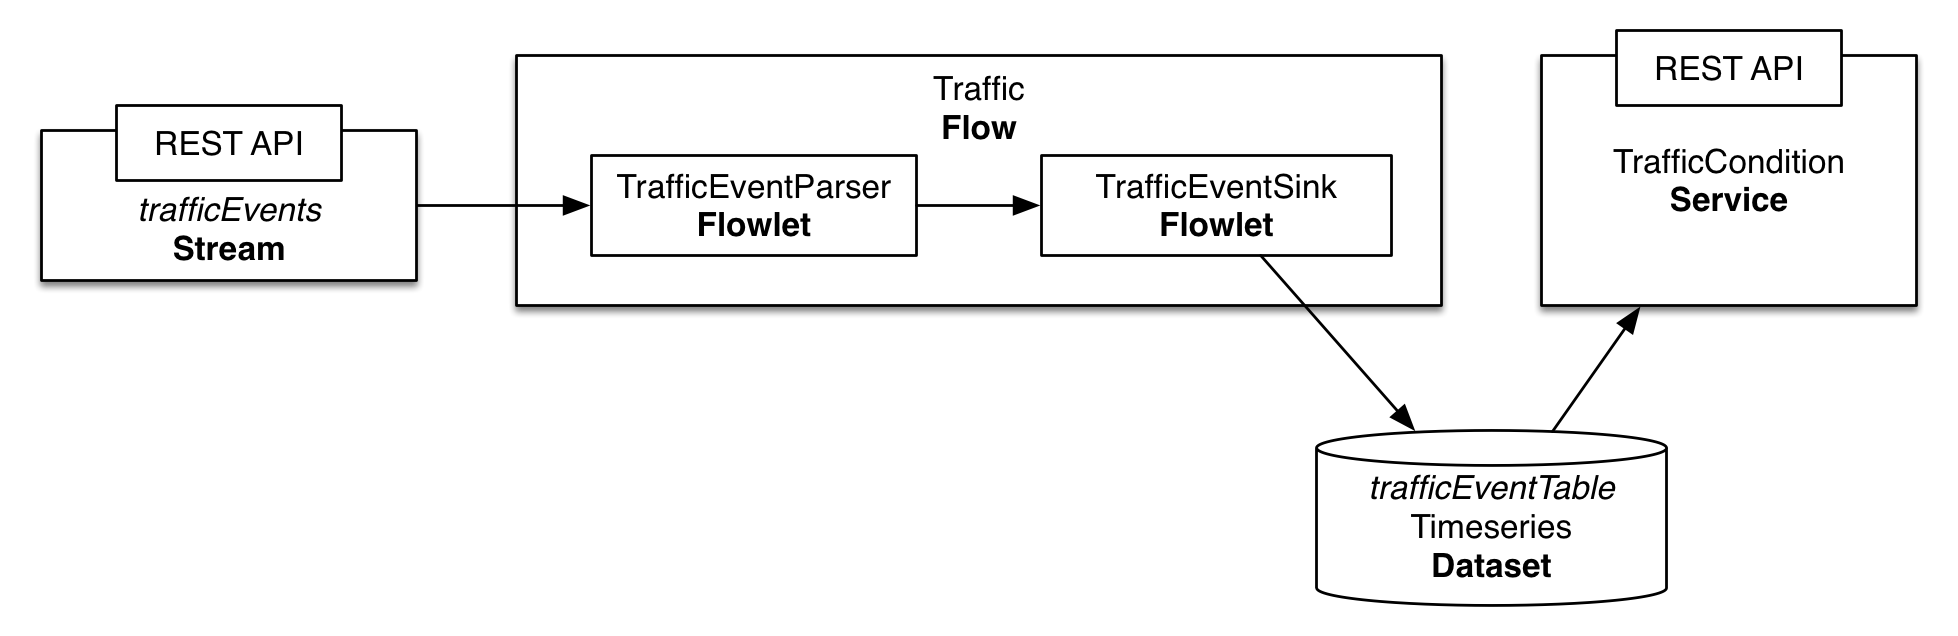 REST API
trafficEvents
Stream
Traffic
Flow
TrafficEventParser
Flowlet
TrafficEventSink
Flowlet
REST API
TrafficCondition
Service
trafficEventTable
Timeseries
Dataset